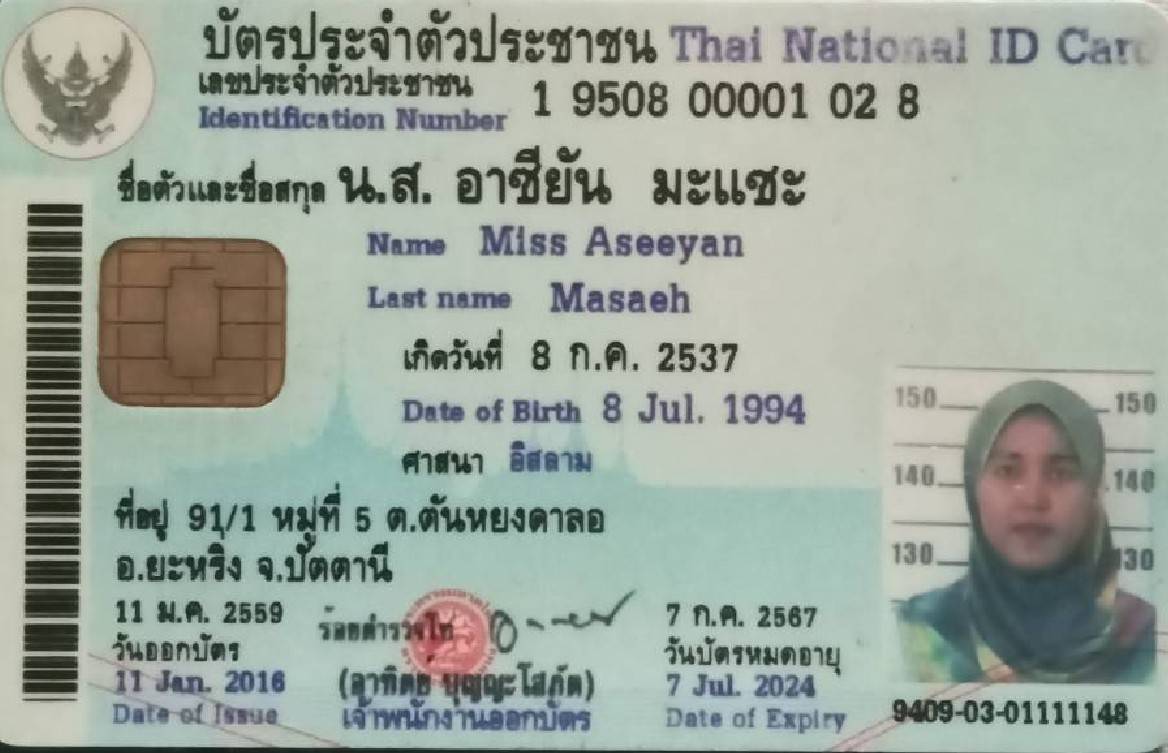 บัตรประจำตัวประชาชน Thai National ID Card
เลขประจำตัวประชาชน
Identification Number 1 9508 00001 02 8
ชื่อตัวและชื่อสกุล น.ส. อาซียัน มะแซะ
Name Miss Aseeyan
Last name Masaeh
เกิดวันที่ 8 ก.ค. 2537
Date of Birth 8 Jul. 1994
ศาสนา อิสลาม
ที่อยู่ 91/1 หมู่ที่ 5 ต.ตันหยงดาลอ
อ.ยะหริ่ง จ.ปัตตานี
11 ม.ค. 2559
วันออกบัตร
11 Jan. 2016
Date of Issue
ร้อยตำรวจโท
(อาทิตย์ บุญญะโสภัต)
เจ้าพนักงานออกบัตร
7 ก.ค. 2567
วันบัตรหมดอายุ
7 Jul. 2024
Date of Expiry
150 150
140 140
130 130
9409-03-01111148